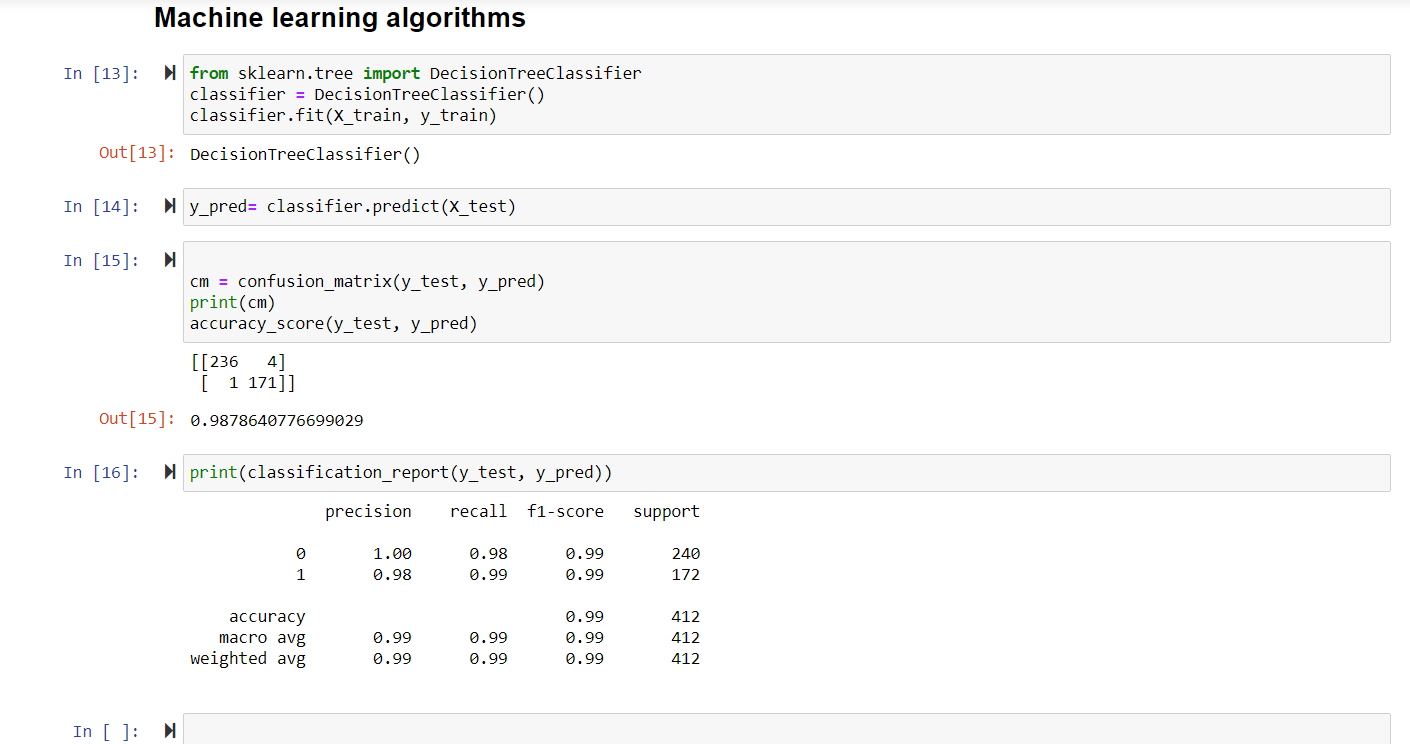 Machine learning algorithms
In [13]: from sklearn.tree import DecisionTreeClassifier
classifier = DecisionTreeClassifier()
classifier.fit(X_train, y_train)
Out[13]: DecisionTreeClassifier()
In [14]: y_pred= classifier.predict(X_test)
In [15]:
cm = confusion_matrix(y_test, y_pred)
print(cm)
accuracy_score(y_test, y_pred)
[[236   4]
 [  1 171]]
Out[15]: 0.9878640776699029
In [16]: print(classification_report(y_test, y_pred))
              precision    recall  f1-score   support
           0       1.00      0.98      0.99       240
           1       0.98      0.99      0.99       172
    accuracy                           0.99       412
   macro avg       0.99      0.99      0.99       412
weighted avg       0.99      0.99      0.99       412
In [ ]: